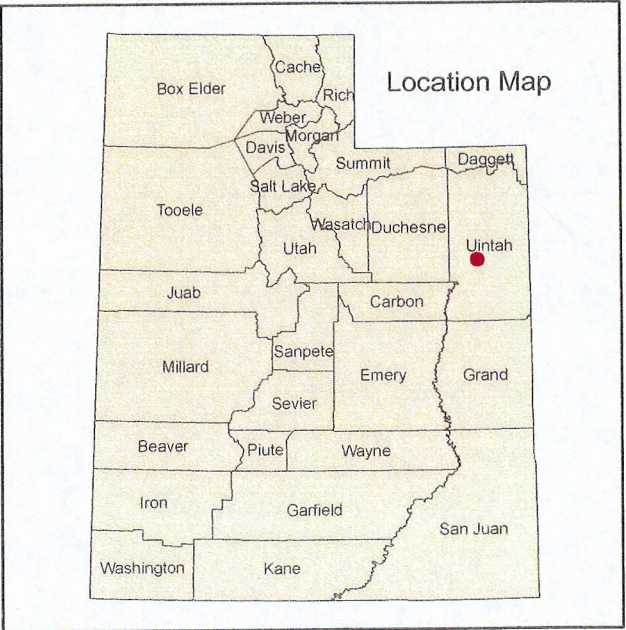 Location Map
Cache
Box Elder
Rich
Weber
Morgan
Davis
Summit
Daggett
Salt Lake
Tooele
Wasatch
Duchesne
Uintah
Utah
Juab
Carbon
Sanpete
Millard
Emery
Grand
Sevier
Beaver
Piute
Wayne
Iron
Garfield
San Juan
Washington
Kane